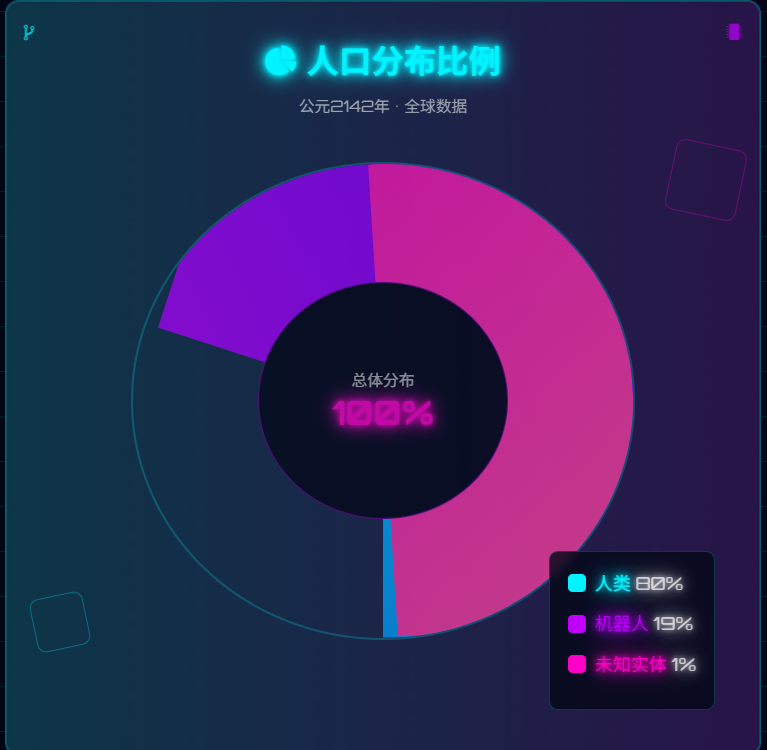 人口分布比例
公元2142年 · 全球数据
总体分布
100%
人类 80%
机器人 19%
未知实体 1%